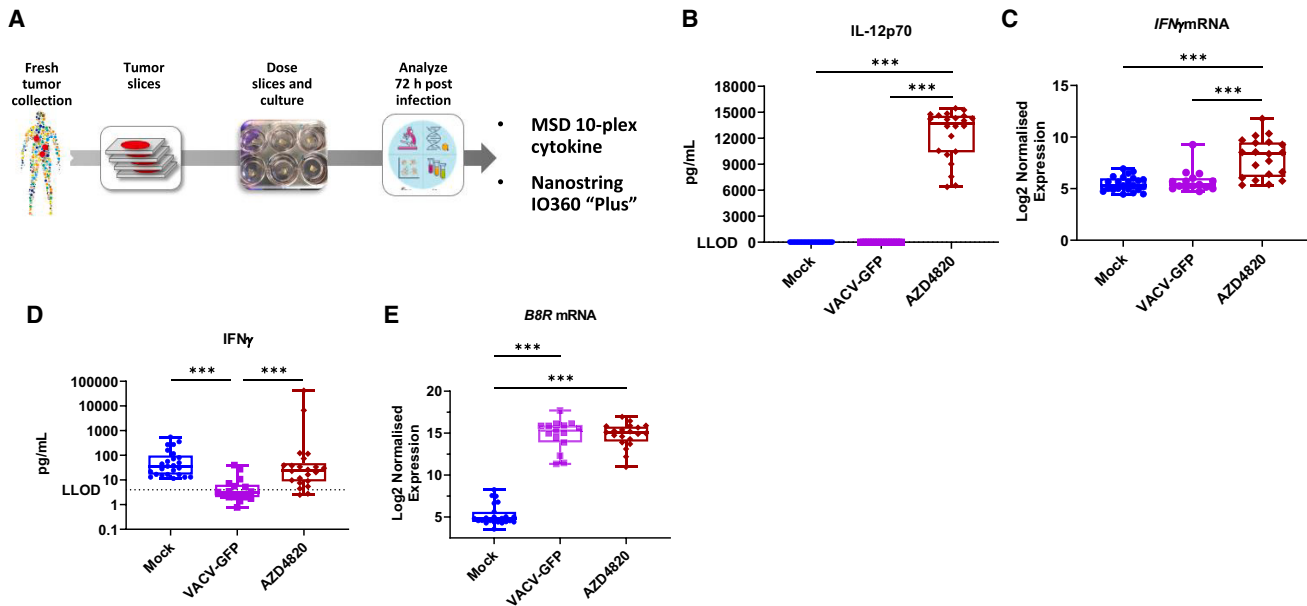 A
Fresh
tumor
collection
Tumor
slices
Dose
slices and
culture
Analyze
72 h post
infection
• MSD 10-plex
cytokine
• Nanostring
IO360 “Plus”
B
IL-12p70
***
***
pg/mL
18000
15000
12000
9000
6000
3000
LLOD 0
Mock
VACV-GFP
AZD4820
C
IFNγmRNA
***
***
Log2 Normalised
Expression
15
10
5
0
Mock
VACV-GFP
AZD4820
D
IFNγ
*** ***
pg/mL
100000
10000
1000
100
10
LLOD
1
0.1
Mock
VACV-GFP
AZD4820
E
B8R mRNA
***
***
Log2 Normalised
Expression
20
15
10
5
Mock
VACV-GFP
AZD4820